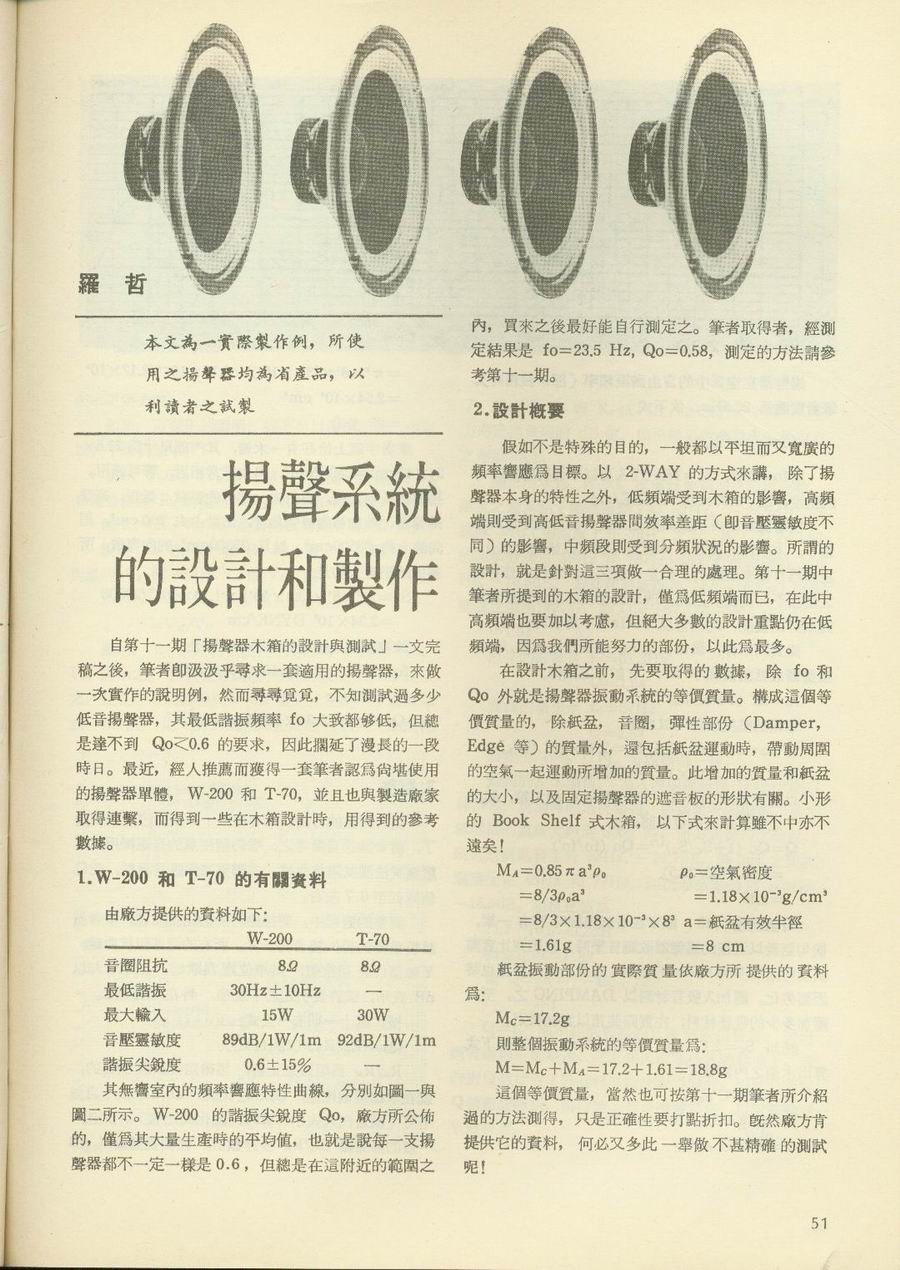 羅 哲
本文為一實際製作例，所使
用之揚聲器均為省產品，以
利讀者之試製
揚聲系統
的設計和製作
自第十一期「揚聲器木箱的設計與測試」一文完
稿之後，筆者卽汲汲乎尋求一套適用的揚聲器，來做
一次實作的說明例，然而尋尋覓覓，不知測試過多少
低音揚聲器，其最低諧振頻率 fo 大致都够低，但總
是達不到 Qo≤0.6 的要求，因此擱延了漫長的一段
時日。最近，經人推薦而獲得一套筆者認爲尙堪使用
的揚聲器單體， W-200 和 T-70，並且也與製造廠家
取得連繫，而得到一些在木箱設計時，用得到的參考
數據。
1.W-200 和 T-70 的有關資料
由廠方提供的資料如下：
W-200 T-70
音圈阻抗 8Ω 8Ω
最低諧振 30Hz±10Hz —
最大輸入 15W 30W
音壓靈敏度 89dB/1W/1m 92dB/1W/1m
諧振尖銳度 0.6±15% —
其無響室內的頻率響應特性曲線，分別如圖一與
圖二所示。W-200 的諧振尖銳度 Qo，廠方所公佈
的，僅爲其大量生產時的平均值，也就是說每一支揚
聲器都不一定一樣是 0.6，但總是在這附近的範圍之
內，買來之後最好能自行測定之。筆者取得者，經測
定結果是 fo=23.5 Hz, Qo=0.58，測定的方法請參
考第十一期。
2.設計槪要
假如不是特殊的目的，一般都以平坦而又寬廣的
頻率響應爲目標。以 2-WAY 的方式來講，除了揚
聲器本身的特性之外，低頻端受到木箱的影響，高頻
端則受到高低音揚聲器間效率差距（卽音壓靈敏度不
同）的影響，中頻段則受到分頻狀況的影響。所謂的
設計，就是針對這三項做一合理的處理。第十一期中
筆者所提到的木箱的設計，僅爲低頻端而已，在此中
高頻端也要加以考慮，但絕大多數的設計重點仍在低
頻端，因爲我們所能努力的部份，以此爲最多。
在設計木箱之前，先要取得的數據，除 fo 和
Qo 外就是揚聲器振動系統的等價質量。構成這個等
價質量的，除紙盆，音圈，彈性部份（Damper，
Edge 等）的質量外，還包括紙盆運動時，帶動周圍
的空氣一起運動所增加的質量。此增加的質量和紙盆
的大小，以及固定揚聲器的遮音板的形狀有關。小形
的 Book Shelf 式木箱，以下式來計算雖不中亦不
遠矣！
M_A=0.85πa³ρ₀ ρ₀=空氣密度
=8/3ρ₀a³ =1.18×10⁻³g/cm³
=8/3×1.18×10⁻³×8³ a=紙盆有效半徑
=1.61g =8 cm
紙盆振動部份的實際質量依廠方所提供的資料
爲：
M_C=17.2g
則整個振動系統的等價質量爲：
M=M_C+M_A=17.2+1.61=18.8g
這個等價質量，當然也可按第十一期筆者所介紹
過的方法測得，只是正確性要打點折扣。旣然廠方肯
提供它的資料，何必又多此一舉做不甚精確的測試
呢！
51